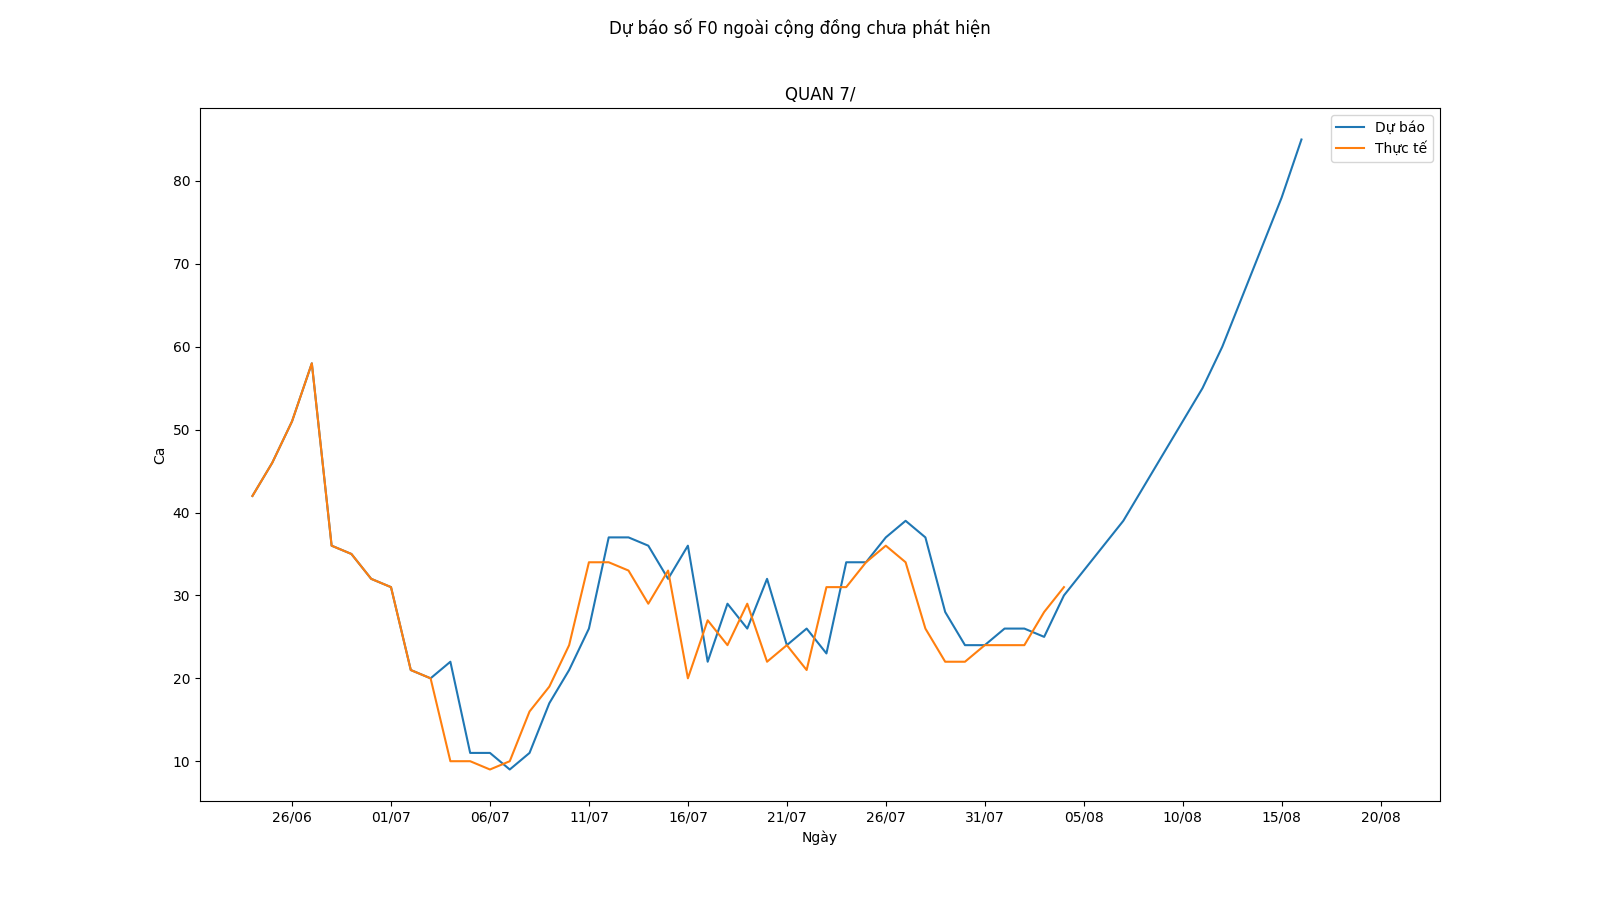 Dự báo số F0 ngoài cộng đồng chưa phát hiện
QUAN 7/
Dự báo
Thực tế
80
70
60
50
40
30
20
10
Ca
26/06 01/07 06/07 11/07 16/07 21/07 26/07 31/07 05/08 10/08 15/08 20/08
Ngày